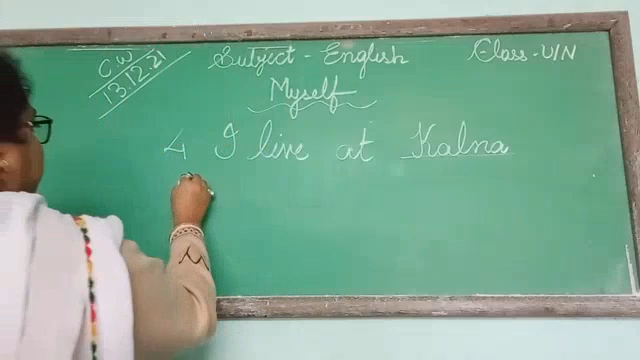 CW
13.12.21
Subject - English
Class - U/N
Myself
4 I live at Kalna